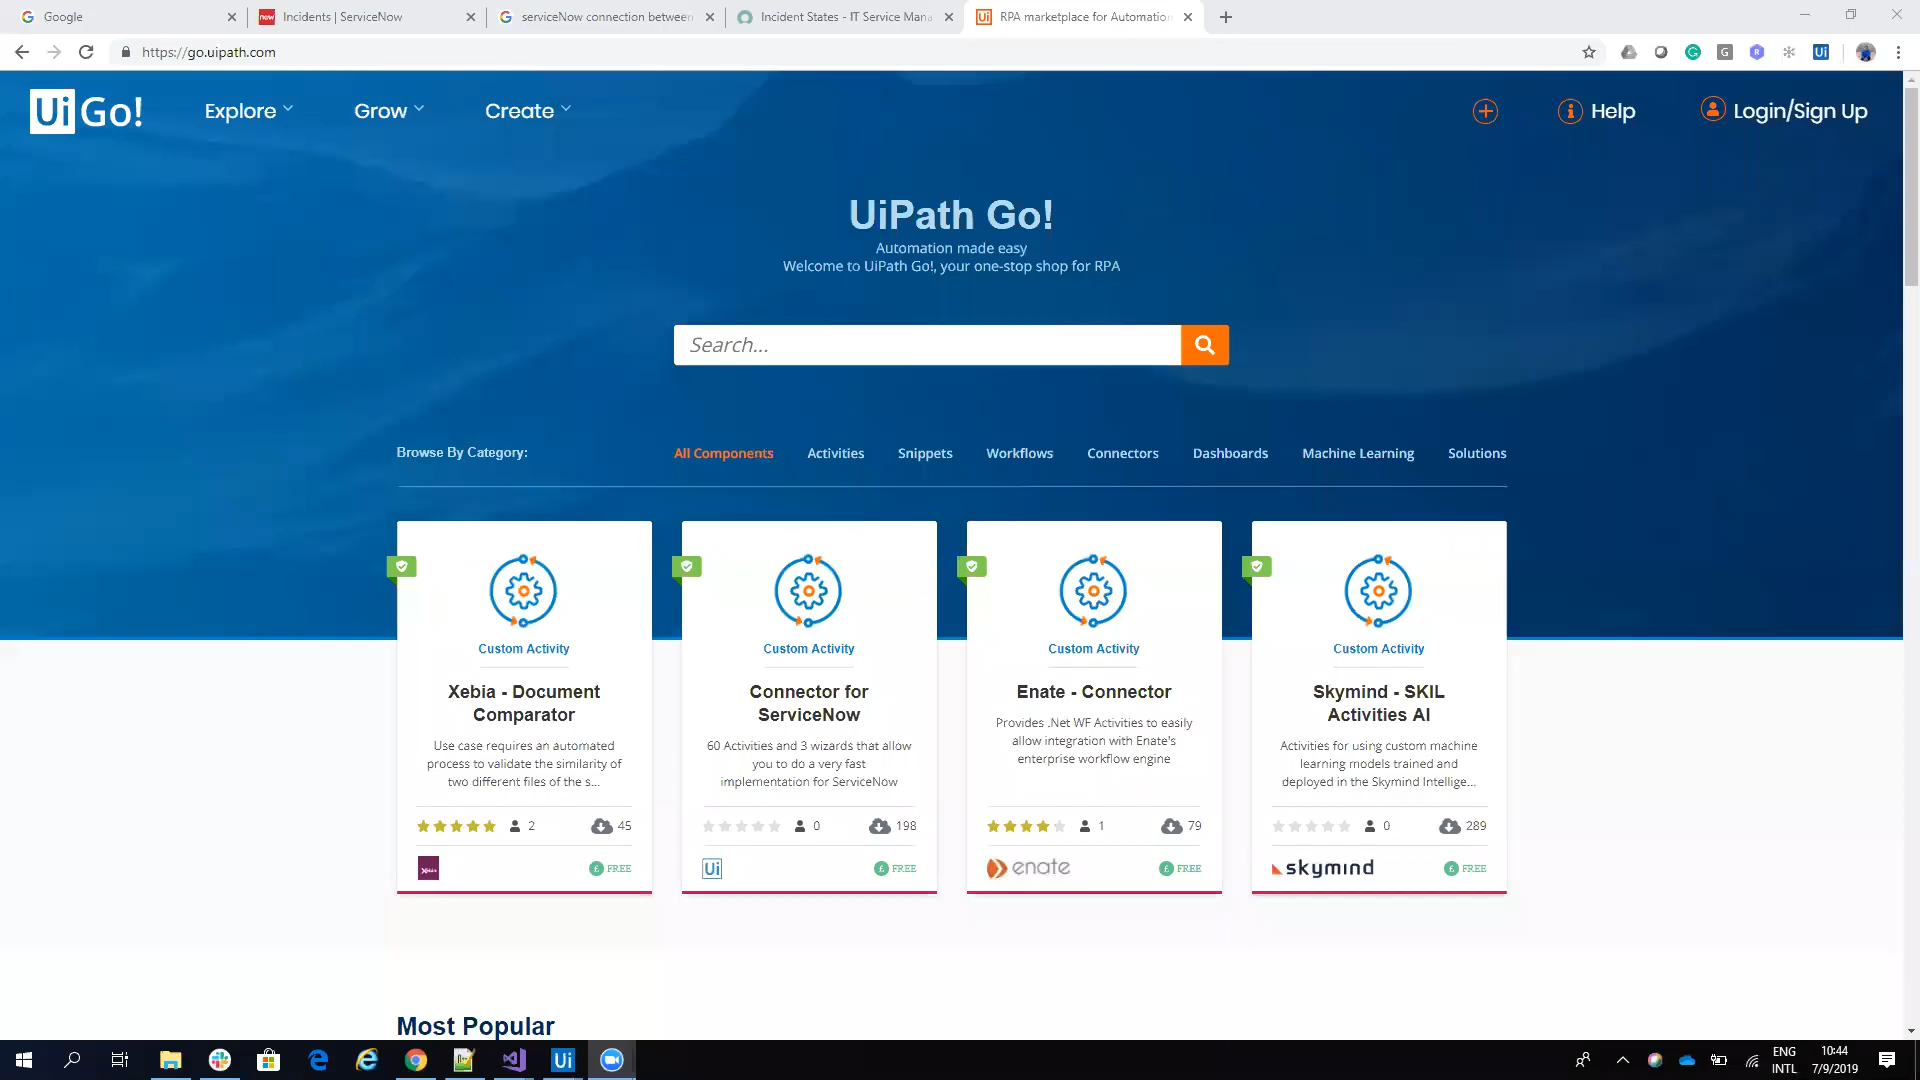 Google
Incidents | ServiceNow
serviceNow connection between
Incident States - IT Service Mana
Ui
RPA marketplace for Automation
https://go.uipath.com
Ui Go!
Explore
Grow
Create
Help
Login/Sign Up
UiPath Go!
Automation made easy
Welcome to UiPath Go!, your one-stop shop for RPA
Search...
Browse By Category:
All Components
Activities
Snippets
Workflows
Connectors
Dashboards
Machine Learning
Solutions
Custom Activity
Xebia - Document
Comparator
Use case requires an automated
process to validate the similarity of
two different files of the s...
2
45
FREE
Custom Activity
Connector for
ServiceNow
60 Activities and 3 wizards that allow
you to do a very fast
implementation for ServiceNow
0
198
Ui
FREE
Custom Activity
Enate - Connector
Provides .Net WF Activities to easily
allow integration with Enate's
enterprise workflow engine
1
79
enate
FREE
Custom Activity
Skymind - SKIL
Activities AI
Activities for using custom machine
learning models trained and
deployed in the Skymind Intellige...
0
289
skymind
FREE
Most Popular
Ui
ENG
INTL
10:44
7/9/2019